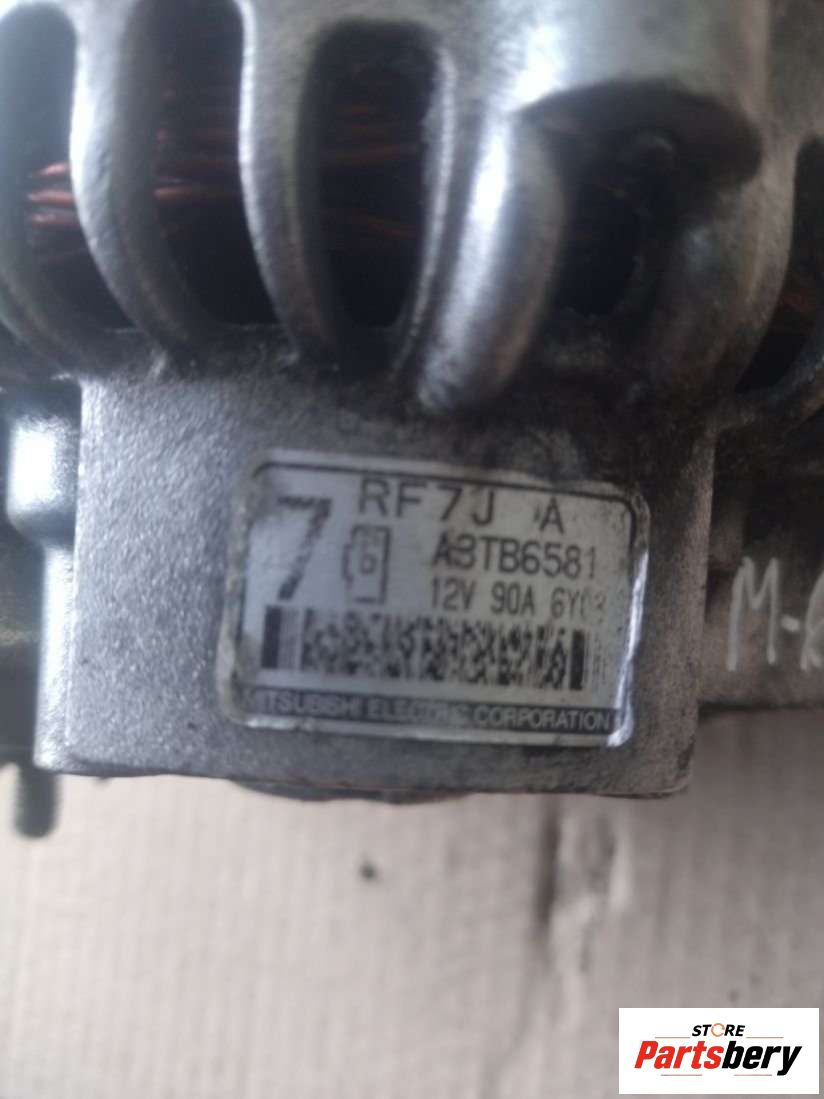 RF7J A
7 G A3TB6581
12V 90A 6Y03
MITSUBISHI ELECTRIC CORPORATION
STORE
Partsbery